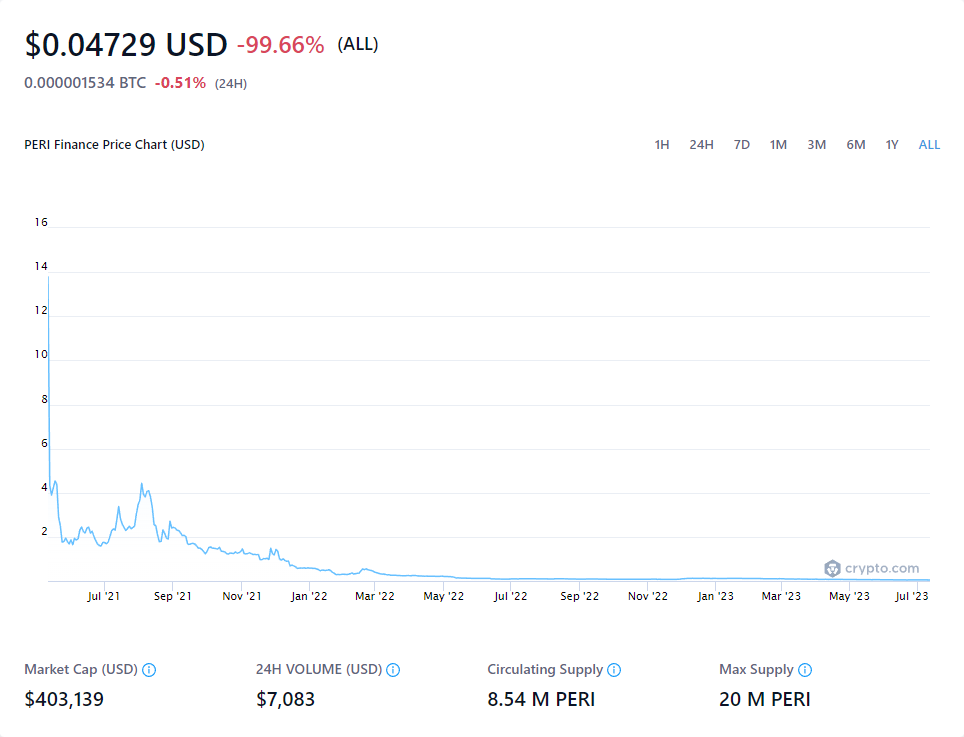 $0.04729 USD -99.66% (ALL)
0.000001534 BTC -0.51% (24H)
PERI Finance Price Chart (USD) 1H 24H 7D 1M 3M 6M 1Y ALL
16
14
12
10
8
6
4
2
crypto.com
Jul '21 Sep '21 Nov '21 Jan '22 Mar '22 May '22 Jul '22 Sep '22 Nov '22 Jan '23 Mar '23 May '23 Jul '23
Market Cap (USD) 24H VOLUME (USD) Circulating Supply Max Supply
$403,139 $7,083 8.54 M PERI 20 M PERI